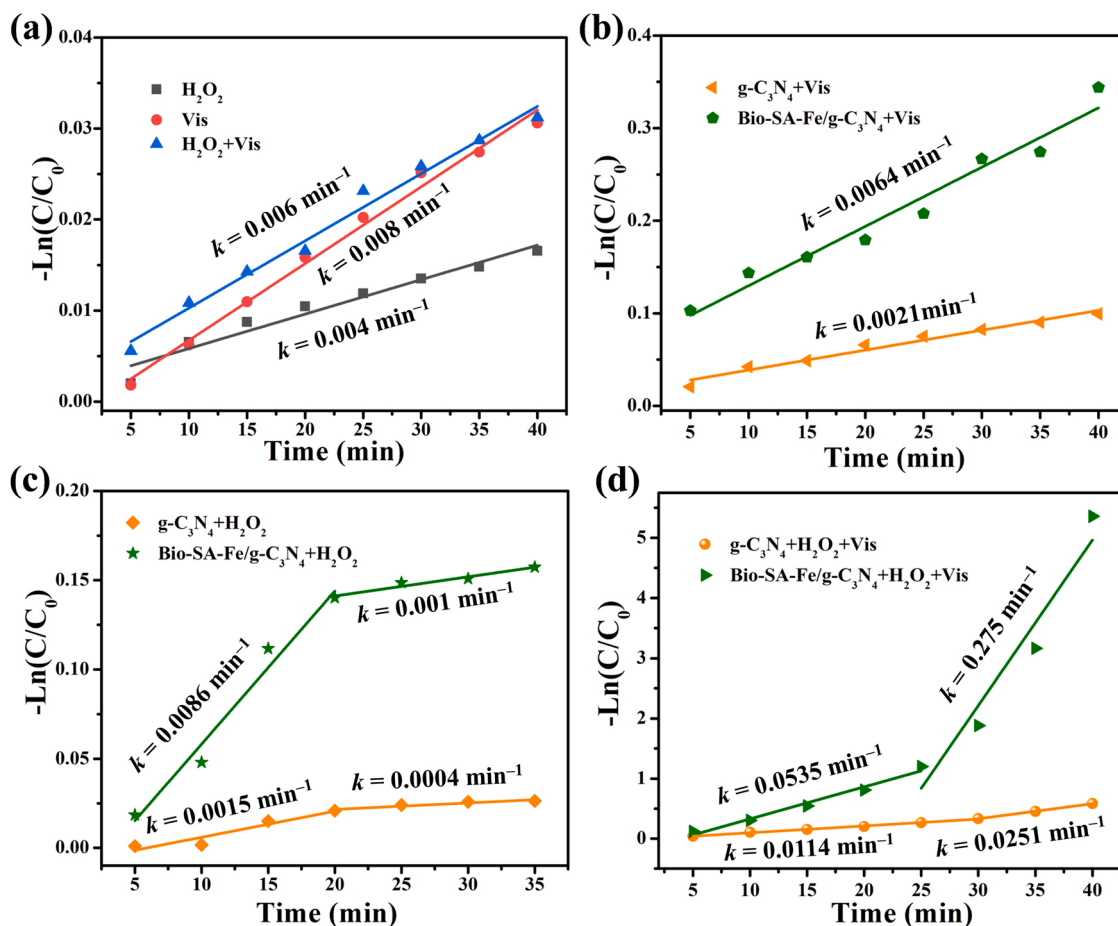 (a)
0.04
0.03
0.02
0.01
0.00
-Ln(C/C₀)
H₂O₂
Vis
H₂O₂+Vis
k = 0.006 min⁻¹
k = 0.008 min⁻¹
k = 0.004 min⁻¹
5 10 15 20 25 30 35 40
Time (min)
(b)
0.4
0.3
0.2
0.1
0.0
-Ln(C/C₀)
g-C₃N₄+Vis
Bio-SA-Fe/g-C₃N₄+Vis
k = 0.0064 min⁻¹
k = 0.0021min⁻¹
5 10 15 20 25 30 35 40
Time (min)
(c)
0.20
0.15
0.10
0.05
0.00
-Ln(C/C₀)
g-C₃N₄+H₂O₂
Bio-SA-Fe/g-C₃N₄+H₂O₂
k = 0.001 min⁻¹
k = 0.0086 min⁻¹
k = 0.0015 min⁻¹
k = 0.0004 min⁻¹
5 10 15 20 25 30 35
Time (min)
(d)
5
4
3
2
1
0
-Ln(C/C₀)
g-C₃N₄+H₂O₂+Vis
Bio-SA-Fe/g-C₃N₄+H₂O₂+Vis
k = 0.275 min⁻¹
k = 0.0535 min⁻¹
k = 0.0114 min⁻¹
k = 0.0251 min⁻¹
5 10 15 20 25 30 35 40
Time (min)